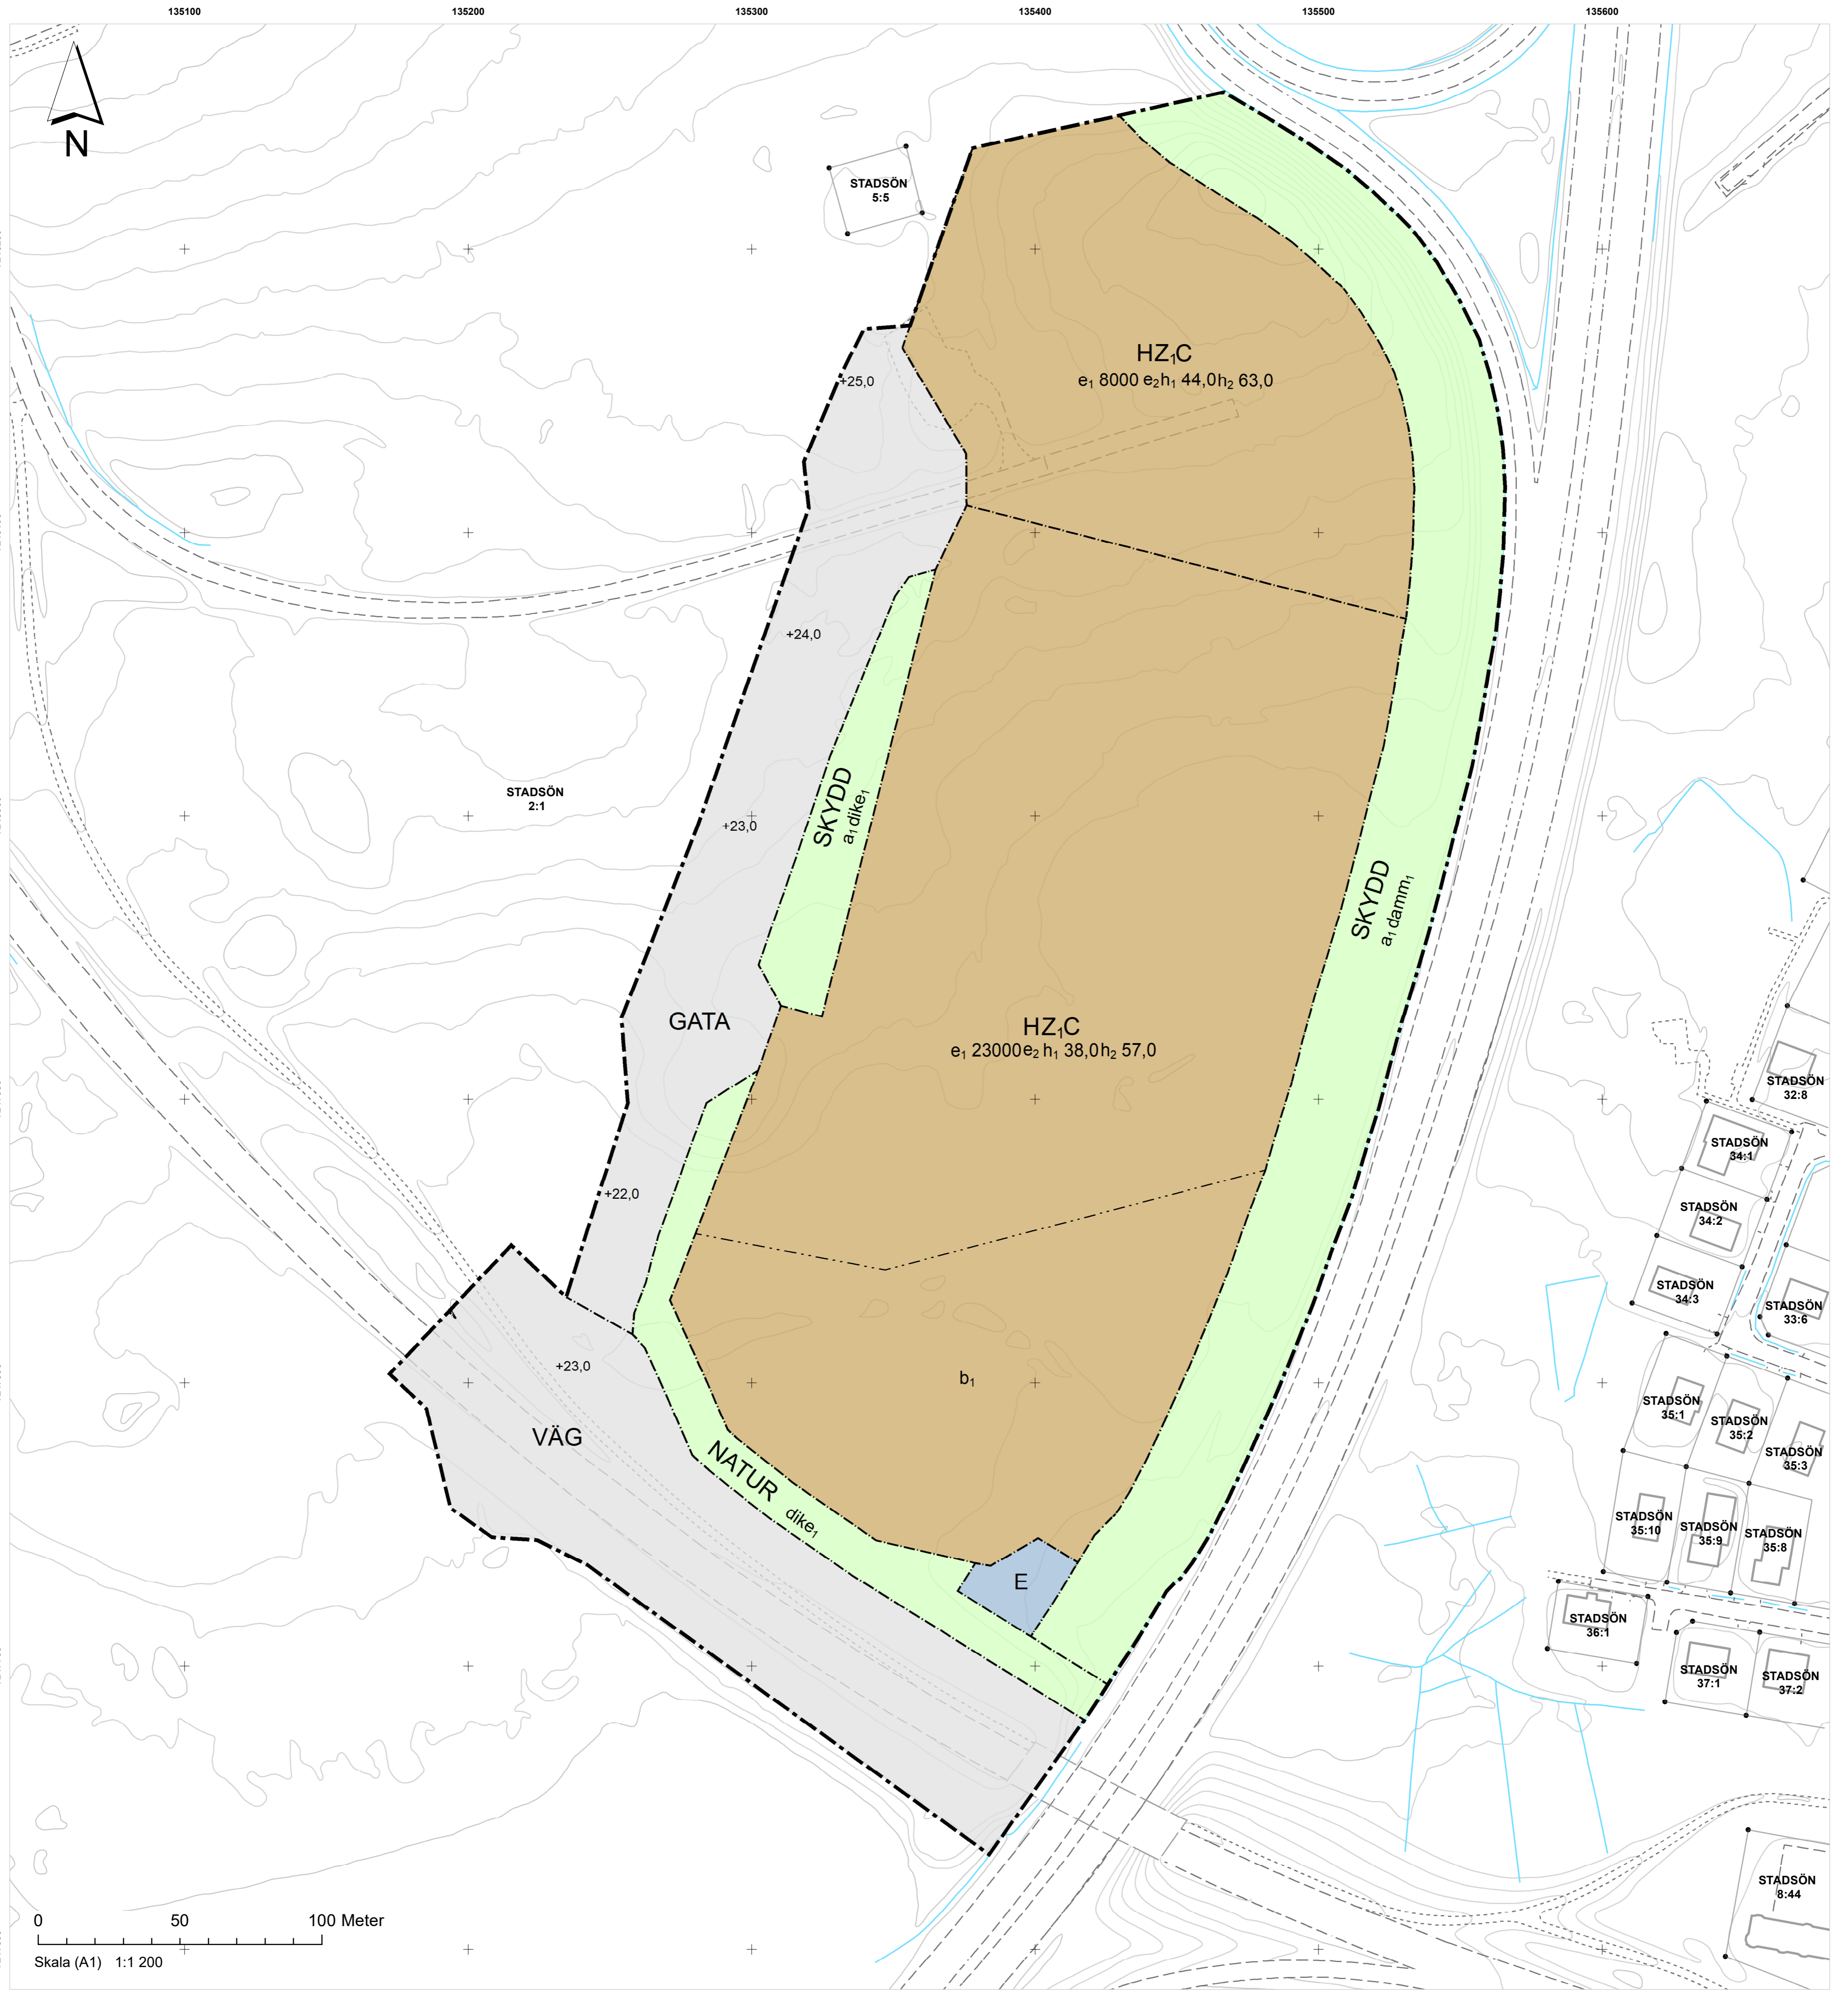 135100 135200 135300 135400 135500 135600
N
STADSÖN
5:5
HZ₁C
e₁ 8000 e₂h₁ 44,0h₂ 63,0
+25,0
+24,0
STADSÖN
2:1
+23,0
SKYDD
a₁ dike₁
SKYDD
a₁ damm₁
GATA
HZ₁C
e₁ 23000e₂ h₁ 38,0h₂ 57,0
STADSÖN
32:8
STADSÖN
34:1
+22,0
STADSÖN
34:2
STADSÖN
34:3
STADSÖN
33:6
+23,0
b₁
STADSÖN
35:1
STADSÖN
35:2
STADSÖN
35:3
VÄG
NATUR dike₁
STADSÖN
35:10
STADSÖN
35:9
STADSÖN
35:8
E
STADSÖN
36:1
STADSÖN
37:1
STADSÖN
37:2
STADSÖN
8:44
0 50 100 Meter
Skala (A1) 1:1 200